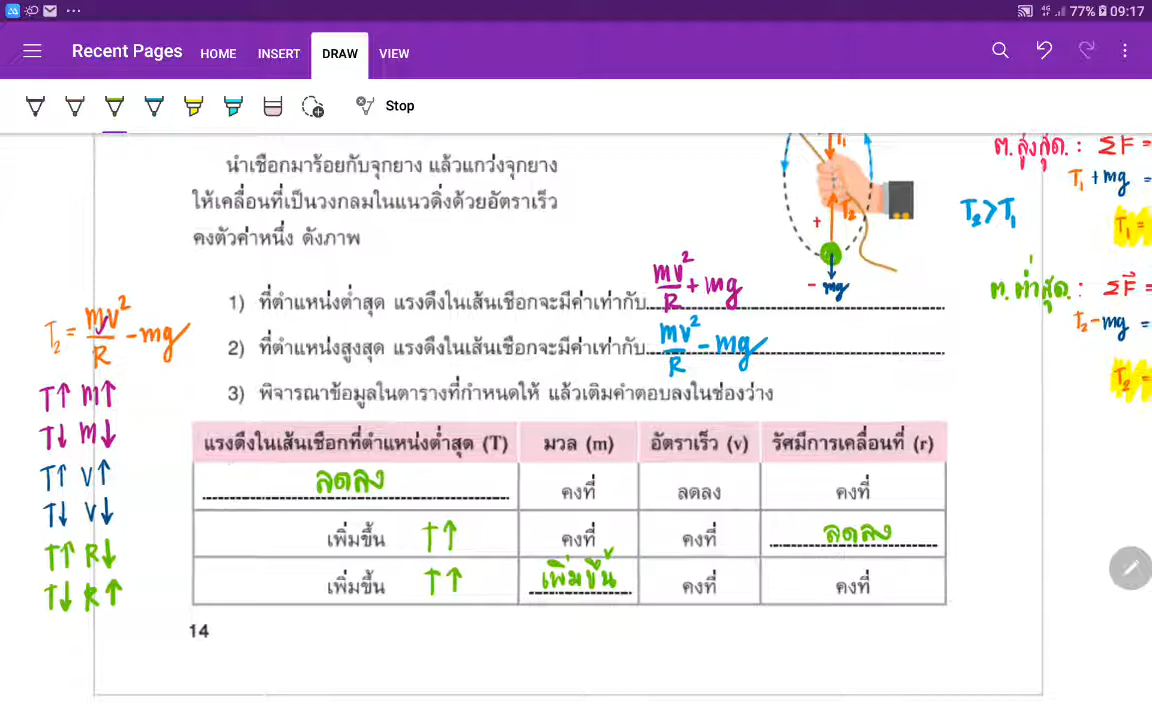 77% 09:17
Recent Pages HOME INSERT DRAW VIEW
Stop
นำเชือกมาร้อยกับจุกยาง แล้วแกว่งจุกยาง
ให้เคลื่อนที่เป็นวงกลมในแนวดิ่งด้วยอัตราเร็ว
คงตัวค่าหนึ่ง ดังภาพ
T₁
T₂
+
- mg
T₂>T₁
ต.สูงสุด.: ΣF =
T₁+mg =
T₁ =
ต.ต่ำสุด.: ΣF⃗ =
T₂-mg =
T₂ =
1) ที่ตำแหน่งต่ำสุด แรงดึงในเส้นเชือกจะมีค่าเท่ากับ mv²/R + mg
2) ที่ตำแหน่งสูงสุด แรงดึงในเส้นเชือกจะมีค่าเท่ากับ mv²/R - mg
3) พิจารณาข้อมูลในตารางที่กำหนดให้ แล้วเติมคำตอบลงในช่องว่าง
T₂ = mv²/R - mg
T↑ m↑
T↓ m↓
T↑ v↑
T↓ v↓
T↑ R↓
T↓ R↑
แรงดึงในเส้นเชือกที่ตำแหน่งต่ำสุด (T) มวล (m) อัตราเร็ว (v) รัศมีการเคลื่อนที่ (r)
ลดลง คงที่ ลดลง คงที่
เพิ่มขึ้น T↑ คงที่ คงที่ ลดลง
เพิ่มขึ้น T↑ เพิ่มขึ้น คงที่ คงที่
14